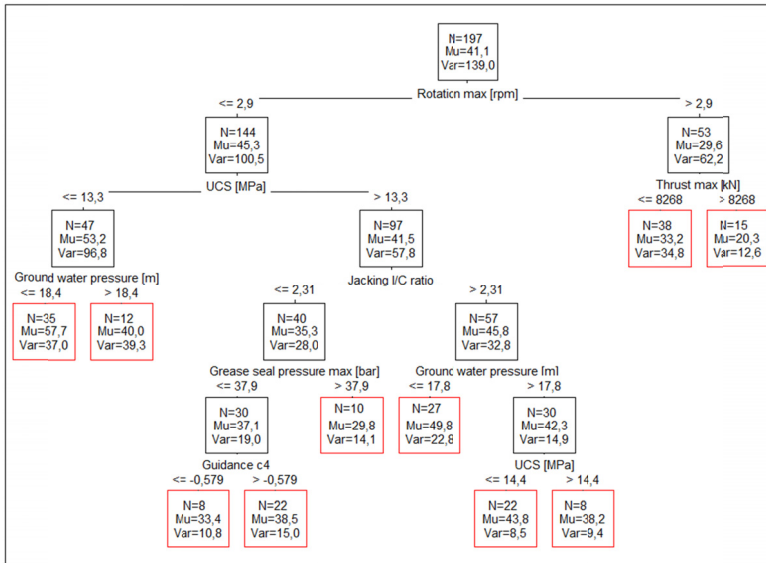 N=197
Mu=41,1
Var=139,0
Rotation max [rpm]
<= 2,9
> 2,9
N=144
Mu=45,3
Var=100,5
N=53
Mu=29,6
Var=62,2
UCS [MPa]
Thrust max [kN]
<= 13,3
> 13,3
<= 8268
> 8268
N=47
Mu=53,2
Var=96,8
N=97
Mu=41,5
Var=57,8
N=38
Mu=33,2
Var=34,8
N=15
Mu=20,3
Var=12,6
Ground water pressure [m]
Jacking I/C ratio
<= 18,4
> 18,4
<= 2,31
> 2,31
N=35
Mu=57,7
Var=37,0
N=12
Mu=40,0
Var=39,3
N=40
Mu=35,3
Var=28,0
N=57
Mu=45,8
Var=32,8
Grease seal pressure max [bar]
Ground water pressure [m]
<= 37,9
> 37,9
<= 17,8
> 17,8
N=30
Mu=37,1
Var=19,0
N=10
Mu=29,8
Var=14,1
N=27
Mu=49,8
Var=22,8
N=30
Mu=42,3
Var=14,9
Guidance c4
UCS [MPa]
<= -0,579
> -0,579
<= 14,4
> 14,4
N=8
Mu=33,4
Var=10,8
N=22
Mu=38,5
Var=15,0
N=22
Mu=43,8
Var=8,5
N=8
Mu=38,2
Var=9,4